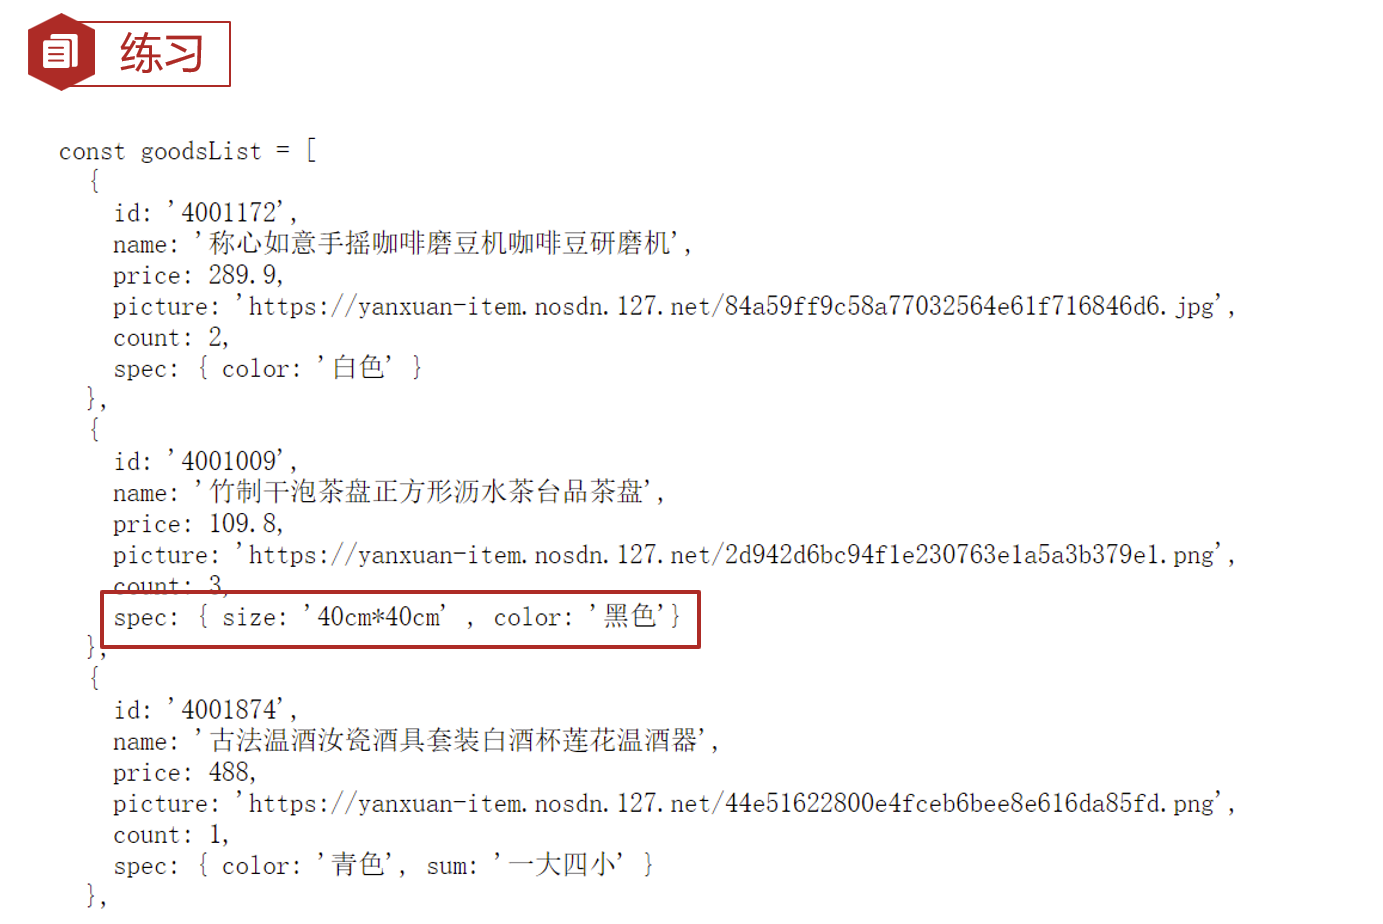 练习
const goodsList = [
{
id: '4001172',
name: '称心如意手摇咖啡磨豆机咖啡豆研磨机',
price: 289.9,
picture: 'https://yanxuan-item.nosdn.127.net/84a59ff9c58a77032564e61f716846d6.jpg',
count: 2,
spec: { color: '白色' }
},
{
id: '4001009',
name: '竹制干泡茶盘正方形沥水茶台品茶盘',
price: 109.8,
picture: 'https://yanxuan-item.nosdn.127.net/2d942d6bc94f1e230763e1a5a3b379e1.png',
count: 3,
spec: { size: '40cm*40cm' , color: '黑色'}
},
{
id: '4001874',
name: '古法温酒汝瓷酒具套装白酒杯莲花温酒器',
price: 488,
picture: 'https://yanxuan-item.nosdn.127.net/44e51622800e4fceb6bee8e616da85fd.png',
count: 1,
spec: { color: '青色', sum: '一大四小' }
},